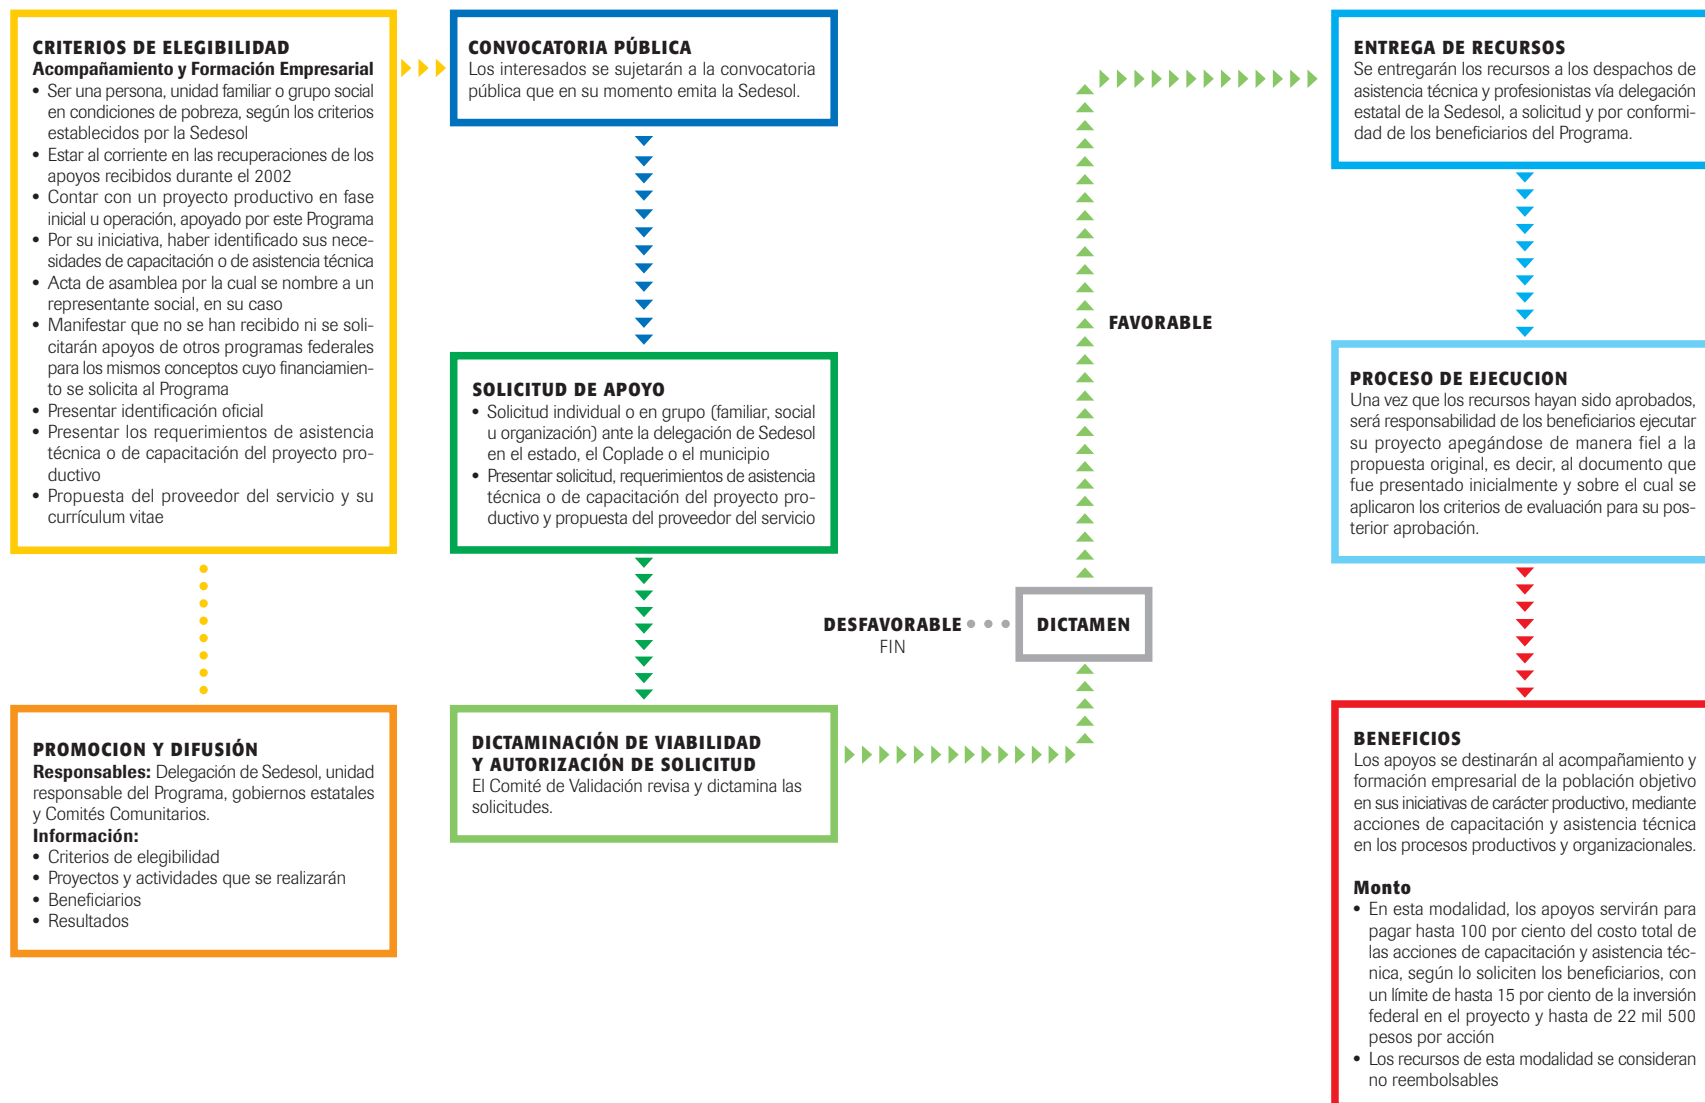 CRITERIOS DE ELEGIBILIDAD
Acompañamiento y Formación Empresarial
• Ser una persona, unidad familiar o grupo social
en condiciones de pobreza, según los criterios
establecidos por la Sedesol
• Estar al corriente en las recuperaciones de los
apoyos recibidos durante el 2002
• Contar con un proyecto productivo en fase
inicial u operación, apoyado por este Programa
• Por su iniciativa, haber identificado sus nece-
sidades de capacitación o de asistencia técnica
• Acta de asamblea por la cual se nombre a un
representante social, en su caso
• Manifestar que no se han recibido ni se soli-
citarán apoyos de otros programas federales
para los mismos conceptos cuyo financiamien-
to se solicita al Programa
• Presentar identificación oficial
• Presentar los requerimientos de asistencia
técnica o de capacitación del proyecto pro-
ductivo
• Propuesta del proveedor del servicio y su
currículum vitae
PROMOCION Y DIFUSIÓN
Responsables: Delegación de Sedesol, unidad
responsable del Programa, gobiernos estatales
y Comités Comunitarios.
Información:
• Criterios de elegibilidad
• Proyectos y actividades que se realizarán
• Beneficiarios
• Resultados
CONVOCATORIA PÚBLICA
Los interesados se sujetarán a la convocatoria
pública que en su momento emita la Sedesol.
SOLICITUD DE APOYO
• Solicitud individual o en grupo (familiar, social
u organización) ante la delegación de Sedesol
en el estado, el Coplade o el municipio
• Presentar solicitud, requerimientos de asistencia
técnica o de capacitación del proyecto pro-
ductivo y propuesta del proveedor del servicio
DICTAMINACIÓN DE VIABILIDAD
Y AUTORIZACIÓN DE SOLICITUD
El Comité de Validación revisa y dictamina las
solicitudes.
DESFAVORABLE
FIN
DICTAMEN
FAVORABLE
ENTREGA DE RECURSOS
Se entregarán los recursos a los despachos de
asistencia técnica y profesionistas vía delegación
estatal de la Sedesol, a solicitud y por conformi-
dad de los beneficiarios del Programa.
PROCESO DE EJECUCION
Una vez que los recursos hayan sido aprobados,
será responsabilidad de los beneficiarios ejecutar
su proyecto apegándose de manera fiel a la
propuesta original, es decir, al documento que
fue presentado inicialmente y sobre el cual se
aplicaron los criterios de evaluación para su pos-
terior aprobación.
BENEFICIOS
Los apoyos se destinarán al acompañamiento y
formación empresarial de la población objetivo
en sus iniciativas de carácter productivo, mediante
acciones de capacitación y asistencia técnica
en los procesos productivos y organizacionales.
Monto
• En esta modalidad, los apoyos servirán para
pagar hasta 100 por ciento del costo total de
las acciones de capacitación y asistencia téc-
nica, según lo soliciten los beneficiarios, con
un límite de hasta 15 por ciento de la inversión
federal en el proyecto y hasta de 22 mil 500
pesos por acción
• Los recursos de esta modalidad se consideran
no reembolsables